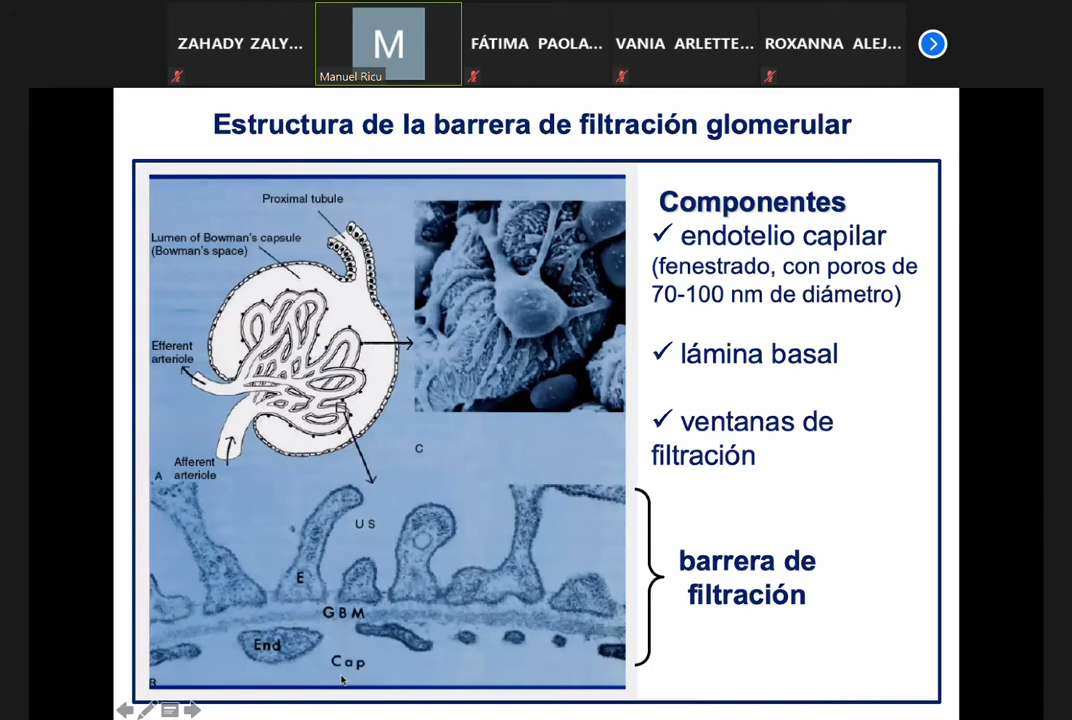 ZAHADY ZALY...
M
Manuel Ricu
FÁTIMA PAOLA...
VANIA ARLETTE...
ROXANNA ALEJ...
Estructura de la barrera de filtración glomerular
Proximal tubule
Lumen of Bowman's capsule
(Bowman's space)
Efferent
arteriole
Afferent
arteriole
A
C
US
E
GBM
End
Cap
B
Componentes
✓ endotelio capilar
(fenestrado, con poros de
70-100 nm de diámetro)
✓ lámina basal
✓ ventanas de
filtración
barrera de
filtración